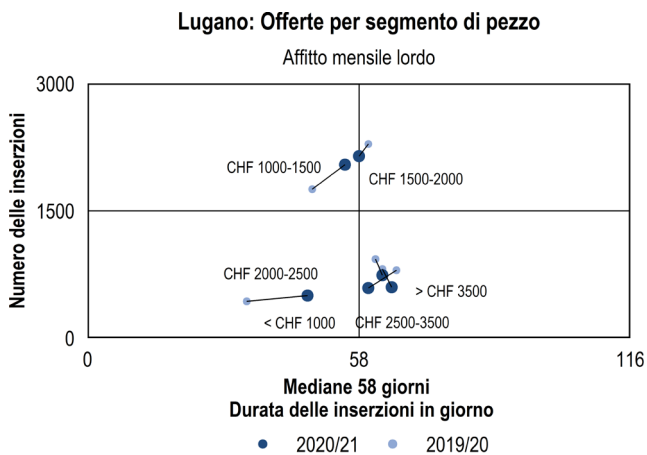 Lugano: Offerte per segmento di pezzo
Affitto mensile lordo
Numero delle inserzioni
3000
1500
0
CHF 1000-1500
CHF 1500-2000
CHF 2000-2500
> CHF 3500
< CHF 1000
CHF 2500-3500
0
58
116
Mediane 58 giorni
Durata delle inserzioni in giorno
2020/21
2019/20